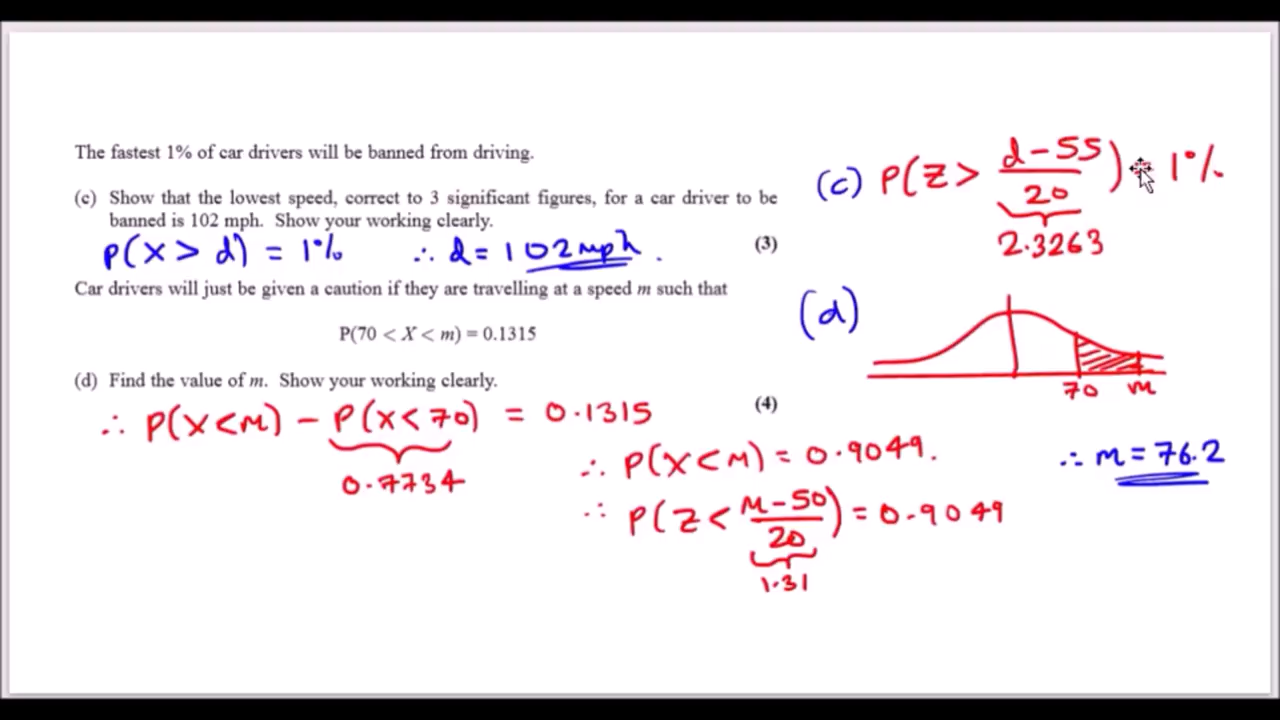 The fastest 1% of car drivers will be banned from driving.
(c) Show that the lowest speed, correct to 3 significant figures, for a car driver to be
banned is 102 mph. Show your working clearly.
(3)
P(X > d) = 1% ∴ d = 102 mph.
Car drivers will just be given a caution if they are travelling at a speed m such that
P(70 < X < m) = 0.1315
(d) Find the value of m. Show your working clearly.
(4)
∴ P(X < M) - P(X < 70) = 0.1315
0.7734
∴ P(X < M) = 0.9049.
∴ P(Z < (M - 50)/20) = 0.9049
1.31
(c) P(Z > (d - 55)/20) = 1%
2.3263
(d)
70 m
∴ m = 76.2